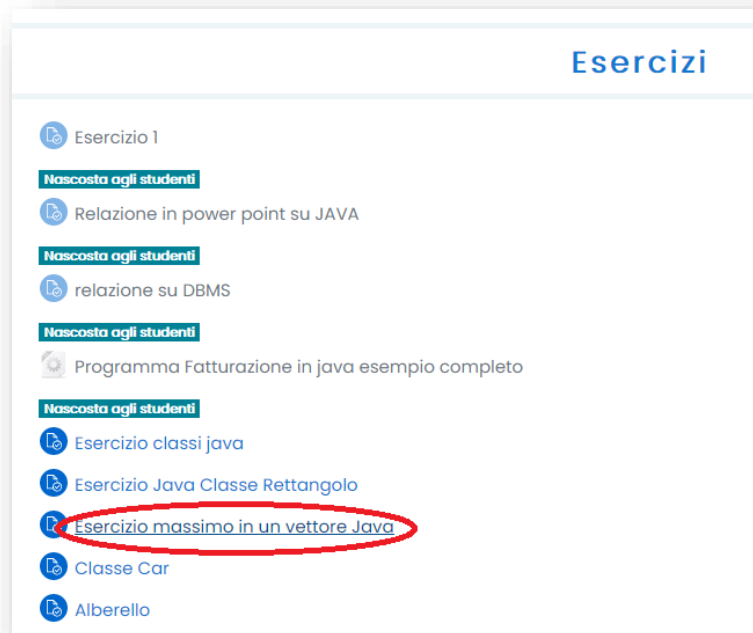 Esercizi
Esercizio 1
Nascosta agli studenti
Relazione in power point su JAVA
Nascosta agli studenti
relazione su DBMS
Nascosta agli studenti
Programma Fatturazione in java esempio completo
Nascosta agli studenti
Esercizio classi java
Esercizio Java Classe Rettangolo
Esercizio massimo in un vettore Java
Classe Car
Alberello